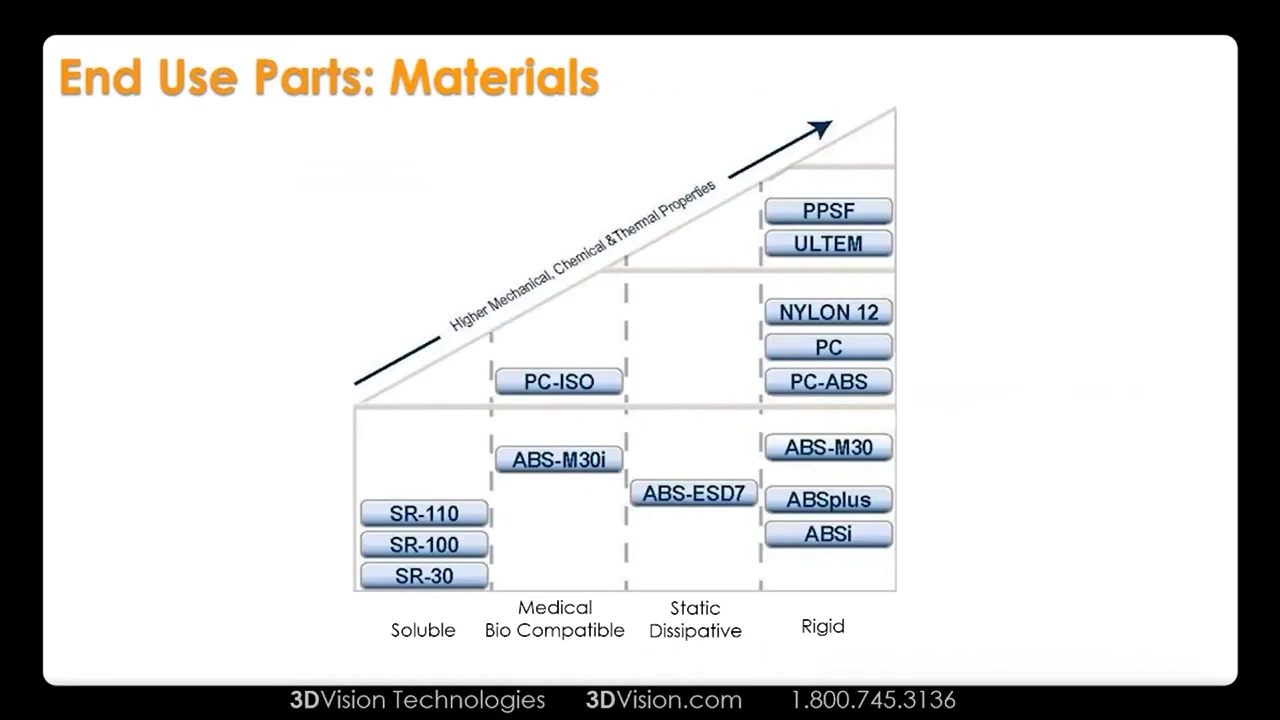 End Use Parts: Materials
Higher Mechanical, Chemical &Thermal Properties
PPSF
ULTEM
NYLON 12
PC
PC-ISO
PC-ABS
ABS-M30
ABS-M30i
ABS-ESD7
ABSplus
SR-110
ABSi
SR-100
SR-30
Soluble
Medical
Bio Compatible
Static
Dissipative
Rigid
3DVision Technologies 3DVision.com 1.800.745.3136